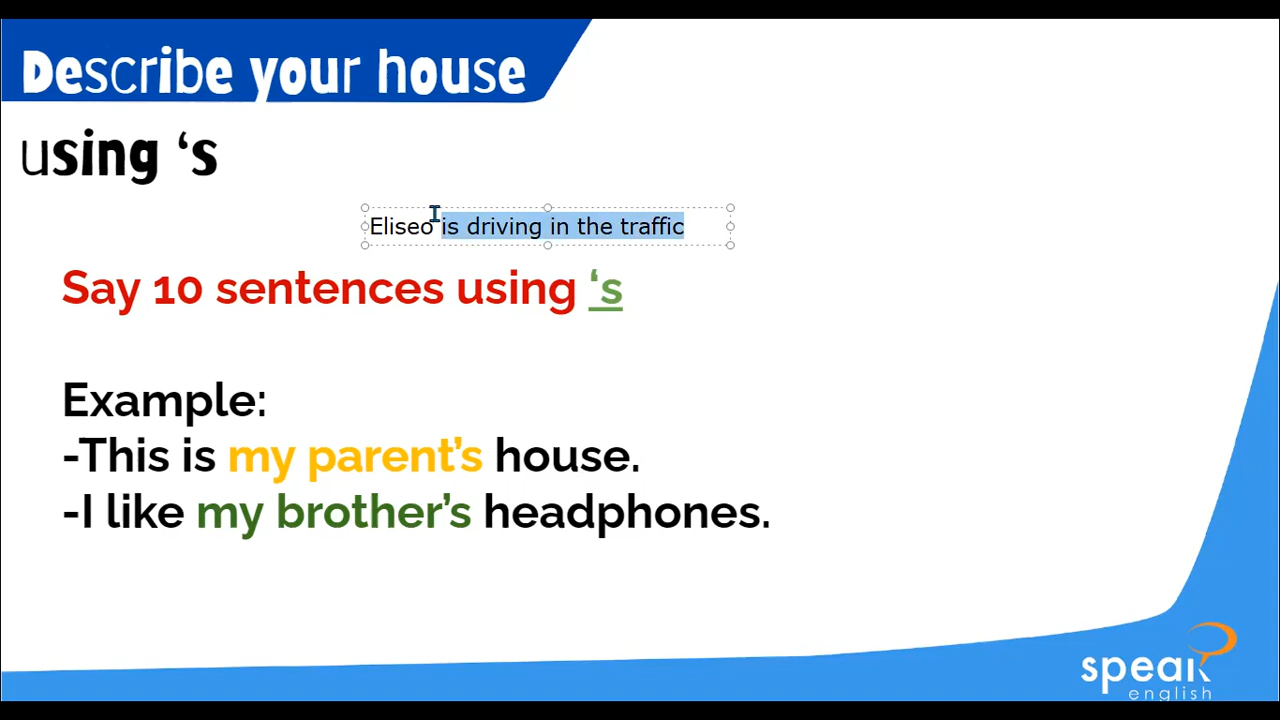 Describe your house
using ‘s
Eliseo is driving in the traffic
Say 10 sentences using ‘s
Example:
-This is my parent’s house.
-I like my brother’s headphones.
speak
english